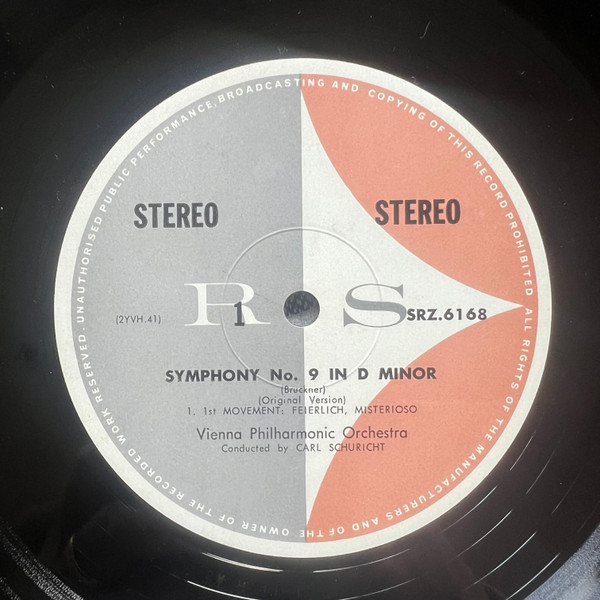 ALL RIGHTS OF THE MANUFACTURERS AND OF THE OWNER OF THE RECORDED WORK RESERVED. UNAUTHORISED PUBLIC PERFORMANCE, BROADCASTING AND COPYING OF THIS RECORD PROHIBITED
STEREO STEREO
(2YVH.41) R 1 S SRZ.6168
SYMPHONY No. 9 IN D MINOR
(Bruckner)
(Original Version)
1. 1st MOVEMENT: FEIERLICH, MISTERIOSO
Vienna Philharmonic Orchestra
Conducted by CARL SCHURICHT